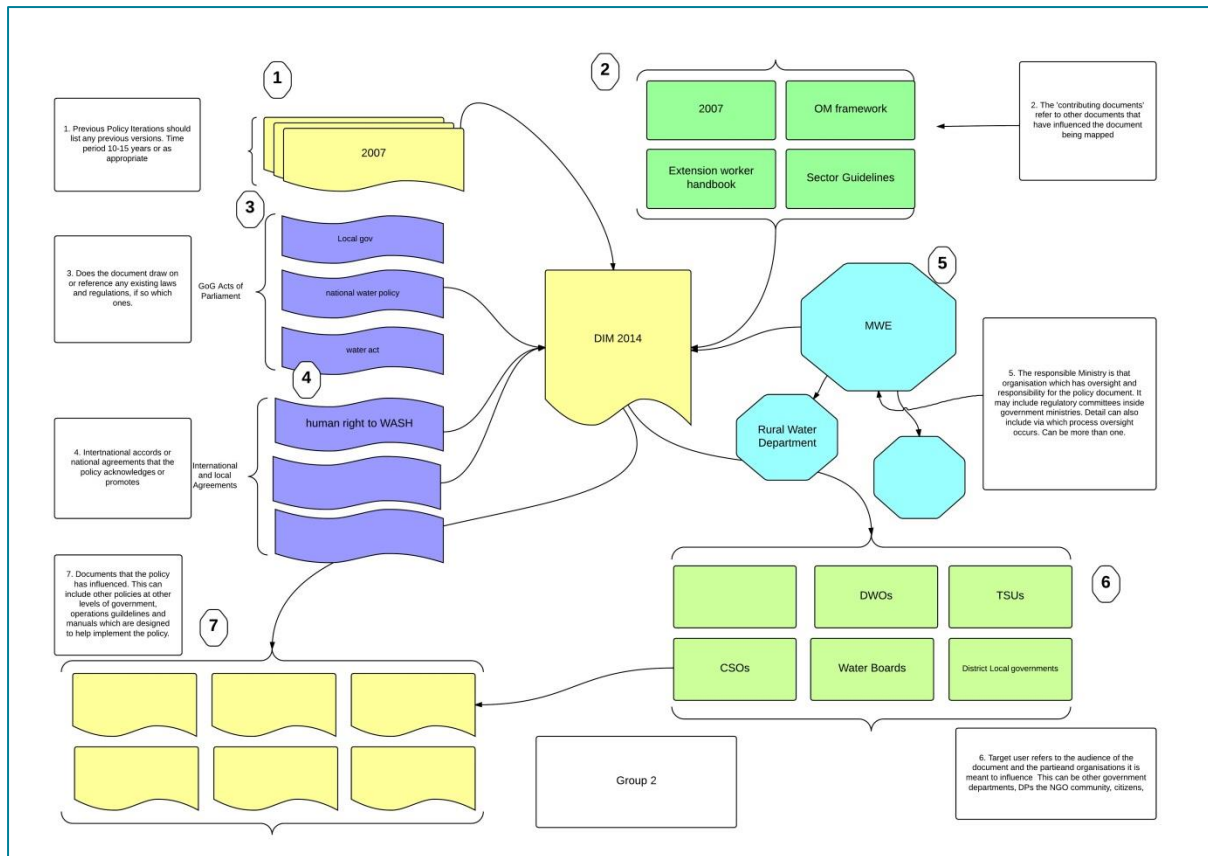 1
2
1. Previous Policy Iterations should
list any previous versions. Time
period 10-15 years or as
appropriate
2007
2007
OM framework
Extension worker
handbook
Sector Guidelines
2. The 'contributing documents'
refer to other documents that
have influenced the document
being mapped
3
3. Does the document draw on
or reference any existing laws
and regulations, if so which
ones.
GoG Acts of
Parliament
Local gov
national water policy
water act
DIM 2014
5
MWE
Rural Water
Department
5. The responsible Ministry is that
organisation which has oversight and
responsibility for the policy document. It
may include regulatory committees inside
government ministries. Detail can also
include via which process oversight
occurs. Can be more than one.
4
4. Intertnational accords or
national agreements that the
policy acknowledges or
promotes
International
and local
Agreements
human right to WASH
7. Documents that the policy
has influenced. This can
include other policies at other
levels of government,
operations guildelines and
manuals which are designed
to help implement the policy.
7
6
DWOs
TSUs
CSOs
Water Boards
District Local governments
Group 2
6. Target user refers to the audience of the
document and the partieand organisations it is
meant to influence This can be other government
departments, DPs the NGO community, citizens,